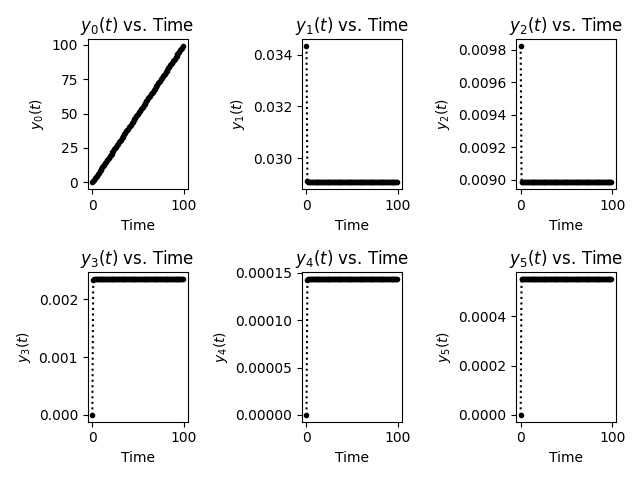 y₀(t) vs. Time
100
75
50
25
0
y₀(t)
0 100
Time
y₁(t) vs. Time
0.034
0.032
0.030
y₁(t)
0 100
Time
y₂(t) vs. Time
0.0098
0.0096
0.0094
0.0092
0.0090
y₂(t)
0 100
Time
y₃(t) vs. Time
0.002
0.001
0.000
y₃(t)
0 100
Time
y₄(t) vs. Time
0.00015
0.00010
0.00005
0.00000
y₄(t)
0 100
Time
y₅(t) vs. Time
0.0004
0.0002
0.0000
y₅(t)
0 100
Time